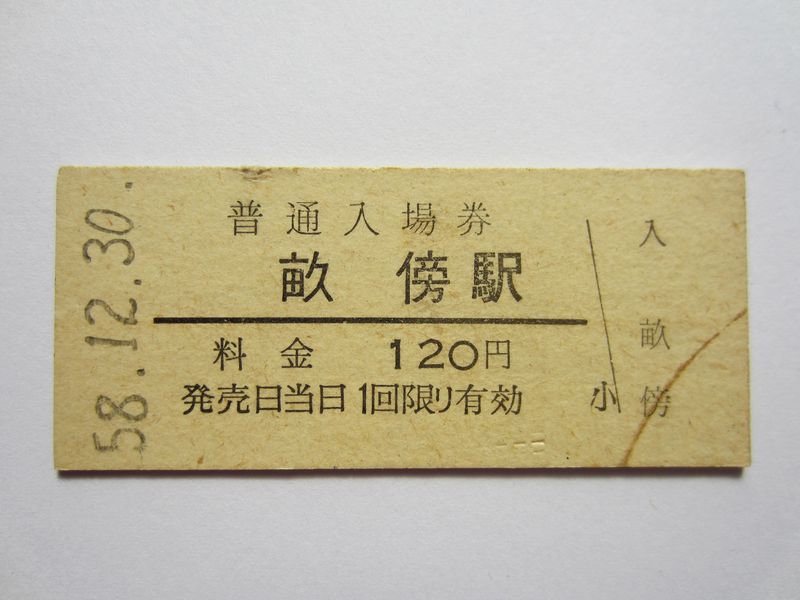 普通入場券
畝傍駅
料金 120円
発売日当日1回限り有効
小
入
畝
傍
58.12.30.